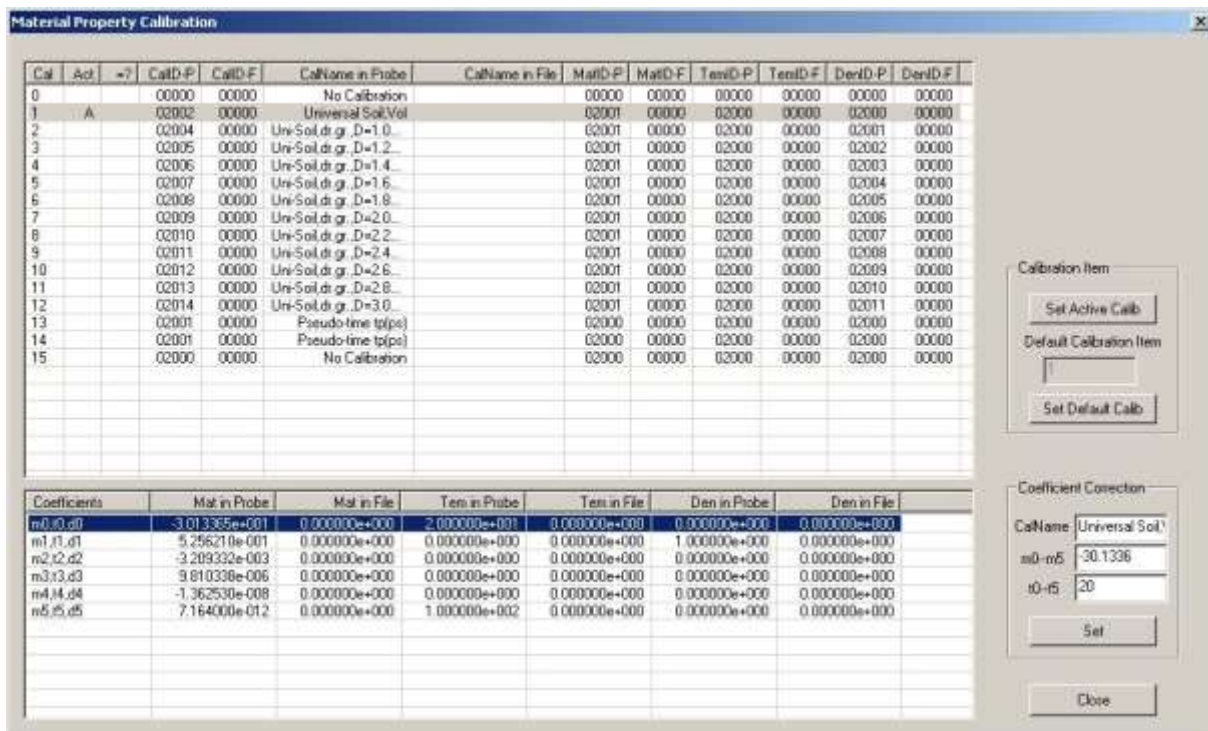 Material Property Calibration
Cal Act =? CalID-P CalID-F CalName in Probe CalName in File MatID-P MatID-F TemID-P TemID-F DenID-P DenID-F
0 00000 00000 No Calibration 00000 00000 00000 00000 00000 00000
1 A 02002 00000 Universal Soil,Vol 02001 00000 02000 00000 02000 00000
2 02004 00000 Uni-Soil,dr.gr.,D=1.0... 02001 00000 02000 00000 02001 00000
3 02005 00000 Uni-Soil,dr.gr.,D=1.2... 02001 00000 02000 00000 02002 00000
4 02006 00000 Uni-Soil,dr.gr.,D=1.4... 02001 00000 02000 00000 02003 00000
5 02007 00000 Uni-Soil,dr.gr.,D=1.6... 02001 00000 02000 00000 02004 00000
6 02008 00000 Uni-Soil,dr.gr.,D=1.8... 02001 00000 02000 00000 02005 00000
7 02009 00000 Uni-Soil,dr.gr.,D=2.0... 02001 00000 02000 00000 02006 00000
8 02010 00000 Uni-Soil,dr.gr.,D=2.2... 02001 00000 02000 00000 02007 00000
9 02011 00000 Uni-Soil,dr.gr.,D=2.4... 02001 00000 02000 00000 02008 00000
10 02012 00000 Uni-Soil,dr.gr.,D=2.6... 02001 00000 02000 00000 02009 00000
11 02013 00000 Uni-Soil,dr.gr.,D=2.8... 02001 00000 02000 00000 02010 00000
12 02014 00000 Uni-Soil,dr.gr.,D=3.0... 02001 00000 02000 00000 02011 00000
13 02001 00000 Pseudo-time tp(ps) 02000 00000 02000 00000 02000 00000
14 02001 00000 Pseudo-time tp(ps) 02000 00000 02000 00000 02000 00000
15 02000 00000 No Calibration 02000 00000 02000 00000 02000 00000
Calibration Item
Set Active Calib
Default Calibration Item
1
Set Default Calib
Coefficients Mat in Probe Mat in File Tem in Probe Tem in File Den in Probe Den in File
m0,t0,d0 -3.013365e+001 0.000000e+000 2.000000e+001 0.000000e+000 0.000000e+000 0.000000e+000
m1,t1,d1 5.256210e-001 0.000000e+000 0.000000e+000 0.000000e+000 1.000000e+000 0.000000e+000
m2,t2,d2 -3.209332e-003 0.000000e+000 0.000000e+000 0.000000e+000 0.000000e+000 0.000000e+000
m3,t3,d3 9.810338e-006 0.000000e+000 0.000000e+000 0.000000e+000 0.000000e+000 0.000000e+000
m4,t4,d4 -1.362530e-008 0.000000e+000 0.000000e+000 0.000000e+000 0.000000e+000 0.000000e+000
m5,t5,d5 7.164000e-012 0.000000e+000 1.000000e+002 0.000000e+000 0.000000e+000 0.000000e+000
Coefficient Correction
CalName Universal Soil,V
m0-m5 -30.1336
t0-t5 20
Set
Close